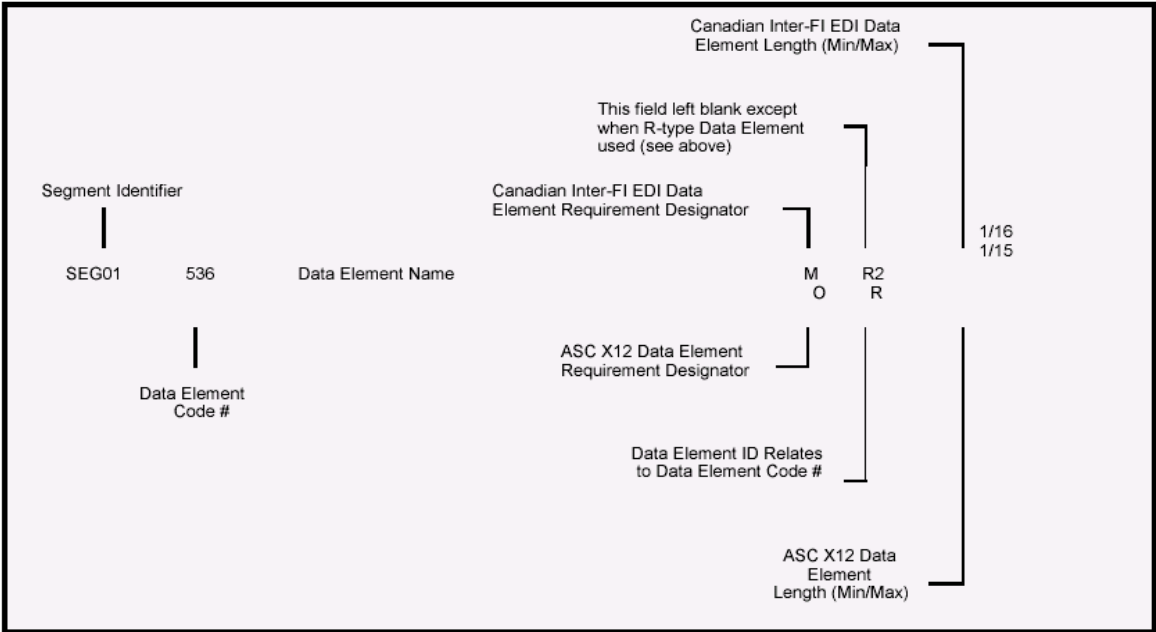 Canadian Inter-FI EDI Data
Element Length (Min/Max)
This field left blank except
when R-type Data Element
used (see above)
Segment Identifier
Canadian Inter-FI EDI Data
Element Requirement Designator
1/16
1/15
SEG01 536 Data Element Name M R2
O R
ASC X12 Data Element
Requirement Designator
Data Element
Code #
Data Element ID Relates
to Data Element Code #
ASC X12 Data
Element
Length (Min/Max)